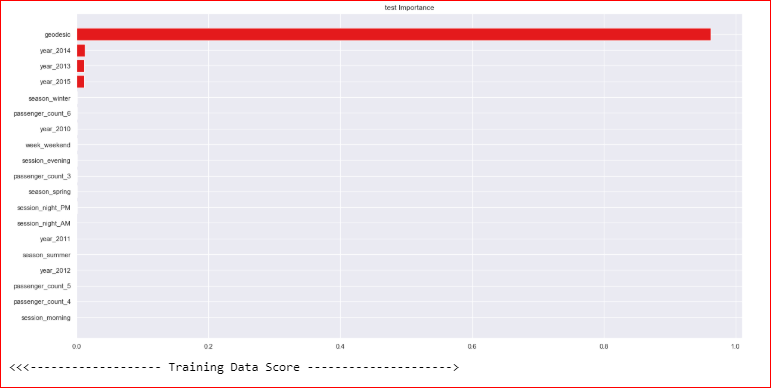 test Importance
geodesic
year_2014
year_2013
year_2015
season_winter
passenger_count_6
year_2010
week_weekend
session_evening
passenger_count_3
season_spring
session_night_PM
session_night_AM
year_2011
season_summer
year_2012
passenger_count_5
passenger_count_4
session_morning
0.0 0.2 0.4 0.6 0.8 1.0
<<<------------------- Training Data Score --------------------->